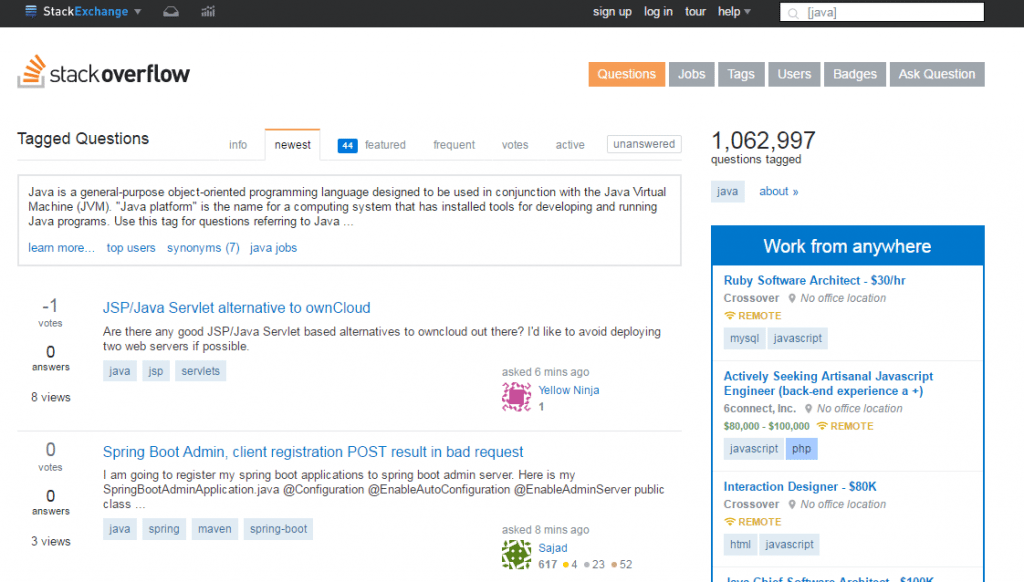 StackExchange
sign up log in tour help
[java]
stackoverflow
Questions Jobs Tags Users Badges Ask Question
Tagged Questions
info newest 44 featured frequent votes active unanswered
Java is a general-purpose object-oriented programming language designed to be used in conjunction with the Java Virtual
Machine (JVM). "Java platform" is the name for a computing system that has installed tools for developing and running
Java programs. Use this tag for questions referring to Java ...
learn more... top users synonyms (7) java jobs
-1
votes
0
answers
8 views
JSP/Java Servlet alternative to ownCloud
Are there any good JSP/Java Servlet based alternatives to owncloud out there? I'd like to avoid deploying
two web servers if possible.
java jsp servlets
asked 6 mins ago
Yellow Ninja
1
0
votes
0
answers
3 views
Spring Boot Admin, client registration POST result in bad request
I am going to register my spring boot applications to spring boot admin server. Here is my
SpringBootAdminApplication.java @Configuration @EnableAutoConfiguration @EnableAdminServer public
class ...
java spring maven spring-boot
asked 8 mins ago
Sajad
617 4 23 52
1,062,997
questions tagged
java about »
Work from anywhere
Ruby Software Architect - $30/hr
Crossover No office location
REMOTE
mysql javascript
Actively Seeking Artisanal Javascript
Engineer (back-end experience a +)
6connect, Inc. No office location
$80,000 - $100,000 REMOTE
javascript php
Interaction Designer - $80K
Crossover No office location
REMOTE
html javascript
Java Chief Software Architect - $100K